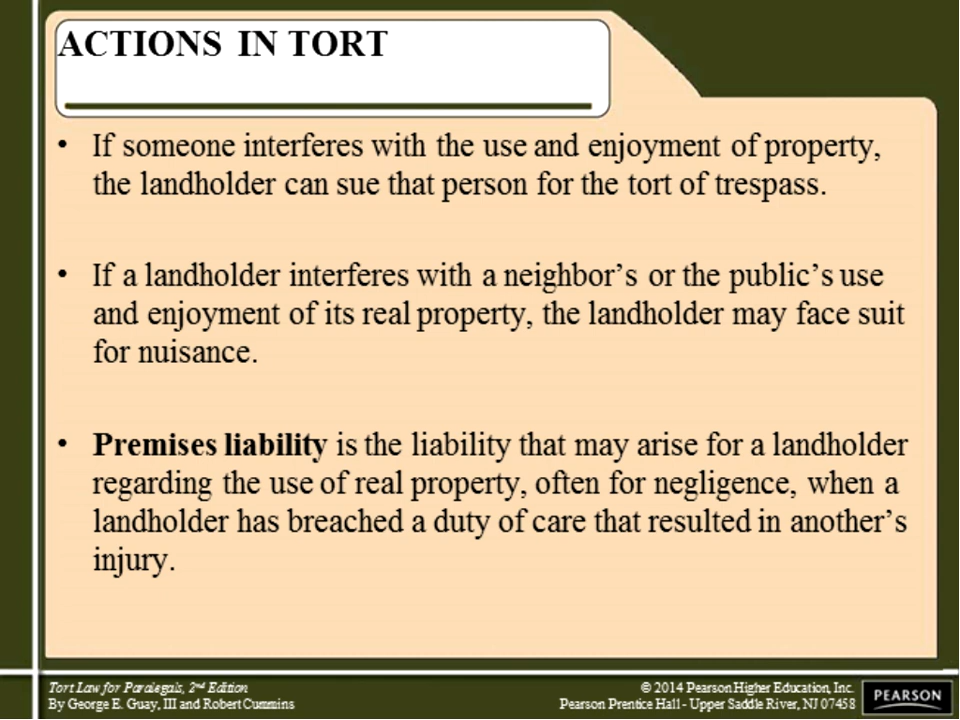 ACTIONS IN TORT
• If someone interferes with the use and enjoyment of property,
the landholder can sue that person for the tort of trespass.
• If a landholder interferes with a neighbor's or the public's use
and enjoyment of its real property, the landholder may face suit
for nuisance.
• Premises liability is the liability that may arise for a landholder
regarding the use of real property, often for negligence, when a
landholder has breached a duty of care that resulted in another's
injury.
Tort Law for Paralegals, 2nd Edition
By George E. Guay, III and Robert Cummins
© 2014 Pearson Higher Education, Inc.
Pearson Prentice Hall - Upper Saddle River, NJ 07458
PEARSON